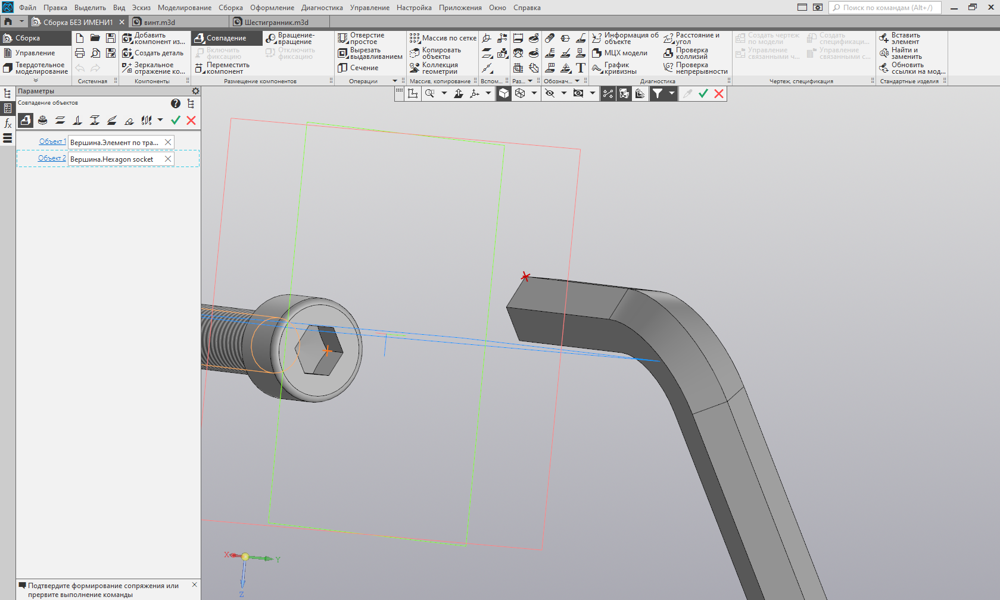 Файл Правка Выделить Вид Эскиз Моделирование Сборка Оформление Диагностика Управление Настройка Приложения Окно Справка Поиск по командам (Alt+/)
Сборка БЕЗ ИМЕНИ1 винт.m3d Шестигранник.m3d
Сборка
Управление
Твердотельное
моделирование
Системная
Добавить
компонент из...
Создать деталь
Зеркальное
отражение ко...
Компоненты
Совпадение
Включить
фиксацию
Переместить
компонент
Вращение-
вращение
Отключить
фиксацию
Размещение компонентов
Отверстие
простое
Вырезать
выдавливанием
Сечение
Операции
Массив по сетке
Копировать
объекты
Коллекция
геометрии
Массив, копирование
Вспом...
Раз...
Обознач...
Информация об
объекте
МЦХ модели
График
кривизны
Расстояние и
угол
Проверка
коллизий
Проверка
непрерывности
Диагностика
Создать чертеж
по модели
Управление
связанными ч...
Создать
спецификаци...
Управление
связанными с...
Чертеж, спецификация
Вставить
элемент
Найти и
заменить
Обновить
ссылки на мод...
Стандартные изделия
Параметры
Совпадение объектов
Объект 1 Вершина.Элемент по тра...
Объект 2 Вершина.Hexagon socket
X
Y
Z
Подтвердите формирование сопряжения или
прервите выполнение команды